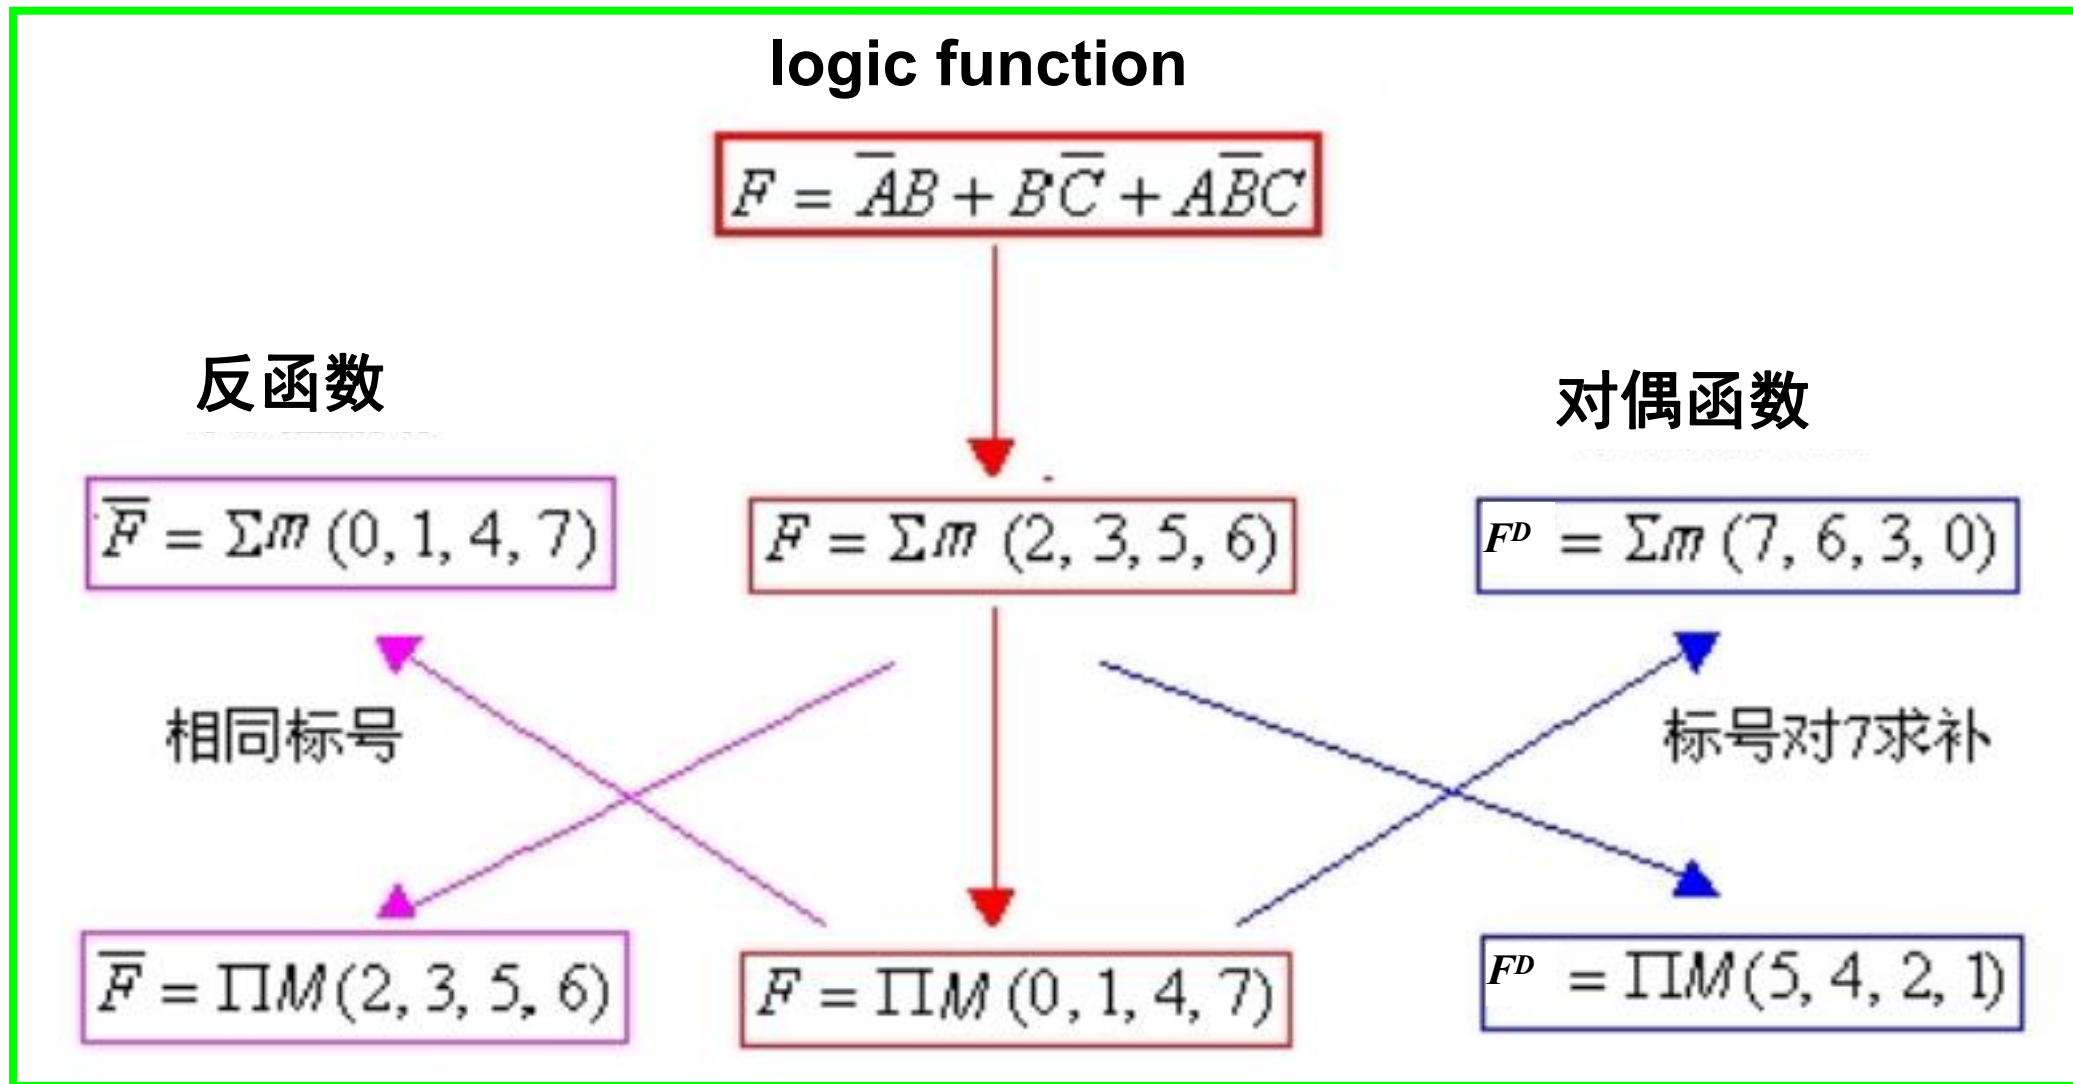 logic function
F = A̅B + BC̅ + AB̅C
反函数
对偶函数
F̅ = Σm (0, 1, 4, 7)
F = Σm (2, 3, 5, 6)
Fᴰ = Σm (7, 6, 3, 0)
相同标号
标号对7求补
F̅ = ΠM(2, 3, 5, 6)
F = ΠM (0, 1, 4, 7)
Fᴰ = ΠM(5, 4, 2, 1)